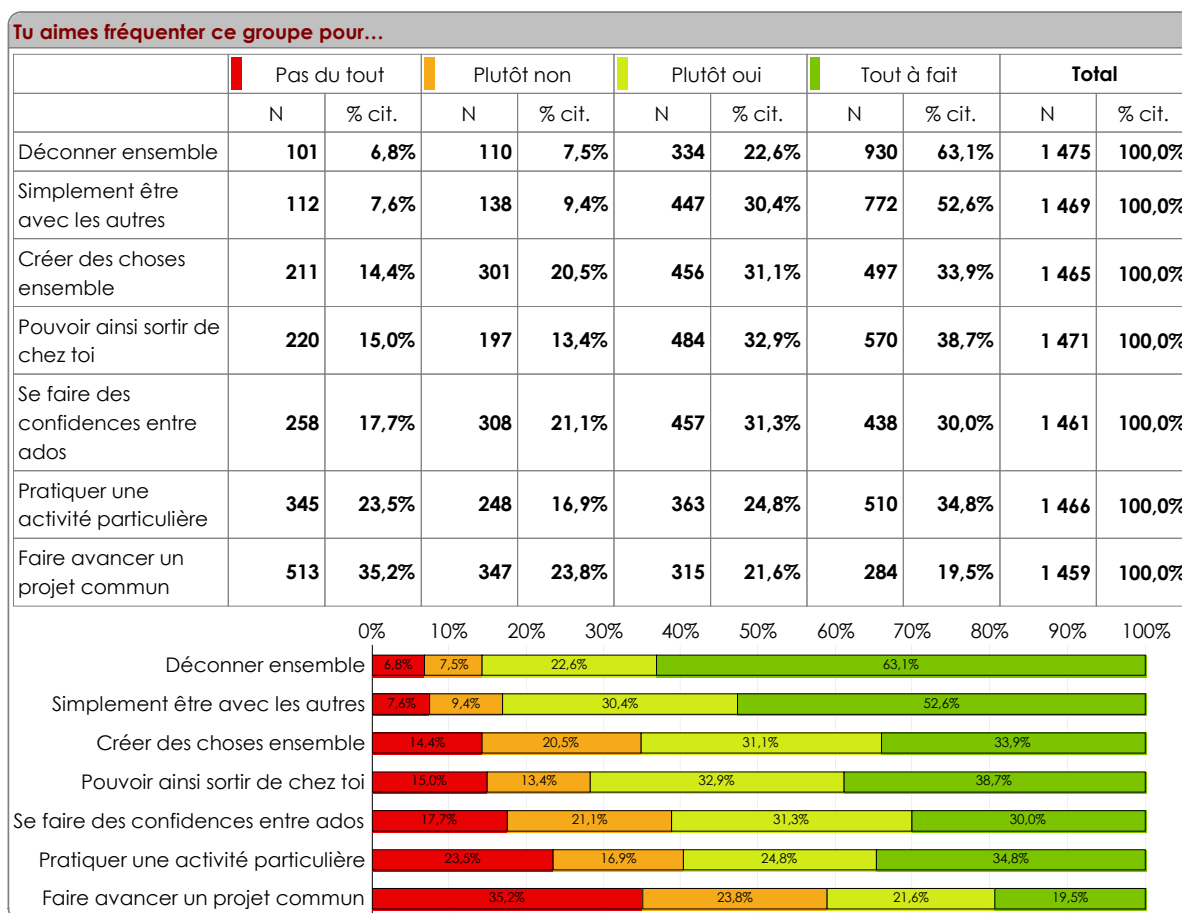 Tu aimes fréquenter ce groupe pour…
Pas du tout Plutôt non Plutôt oui Tout à fait Total
N % cit. N % cit. N % cit. N % cit. N % cit.
Déconner ensemble 101 6,8% 110 7,5% 334 22,6% 930 63,1% 1 475 100,0%
Simplement être
avec les autres 112 7,6% 138 9,4% 447 30,4% 772 52,6% 1 469 100,0%
Créer des choses
ensemble 211 14,4% 301 20,5% 456 31,1% 497 33,9% 1 465 100,0%
Pouvoir ainsi sortir de
chez toi 220 15,0% 197 13,4% 484 32,9% 570 38,7% 1 471 100,0%
Se faire des
confidences entre 258 17,7% 308 21,1% 457 31,3% 438 30,0% 1 461 100,0%
ados
Pratiquer une
activité particulière 345 23,5% 248 16,9% 363 24,8% 510 34,8% 1 466 100,0%
Faire avancer un
projet commun 513 35,2% 347 23,8% 315 21,6% 284 19,5% 1 459 100,0%
0% 10% 20% 30% 40% 50% 60% 70% 80% 90% 100%
Déconner ensemble 6,8% 7,5% 22,6% 63,1%
Simplement être avec les autres 7,6% 9,4% 30,4% 52,6%
Créer des choses ensemble 14,4% 20,5% 31,1% 33,9%
Pouvoir ainsi sortir de chez toi 15,0% 13,4% 32,9% 38,7%
Se faire des confidences entre ados 17,7% 21,1% 31,3% 30,0%
Pratiquer une activité particulière 23,5% 16,9% 24,8% 34,8%
Faire avancer un projet commun 35,2% 23,8% 21,6% 19,5%